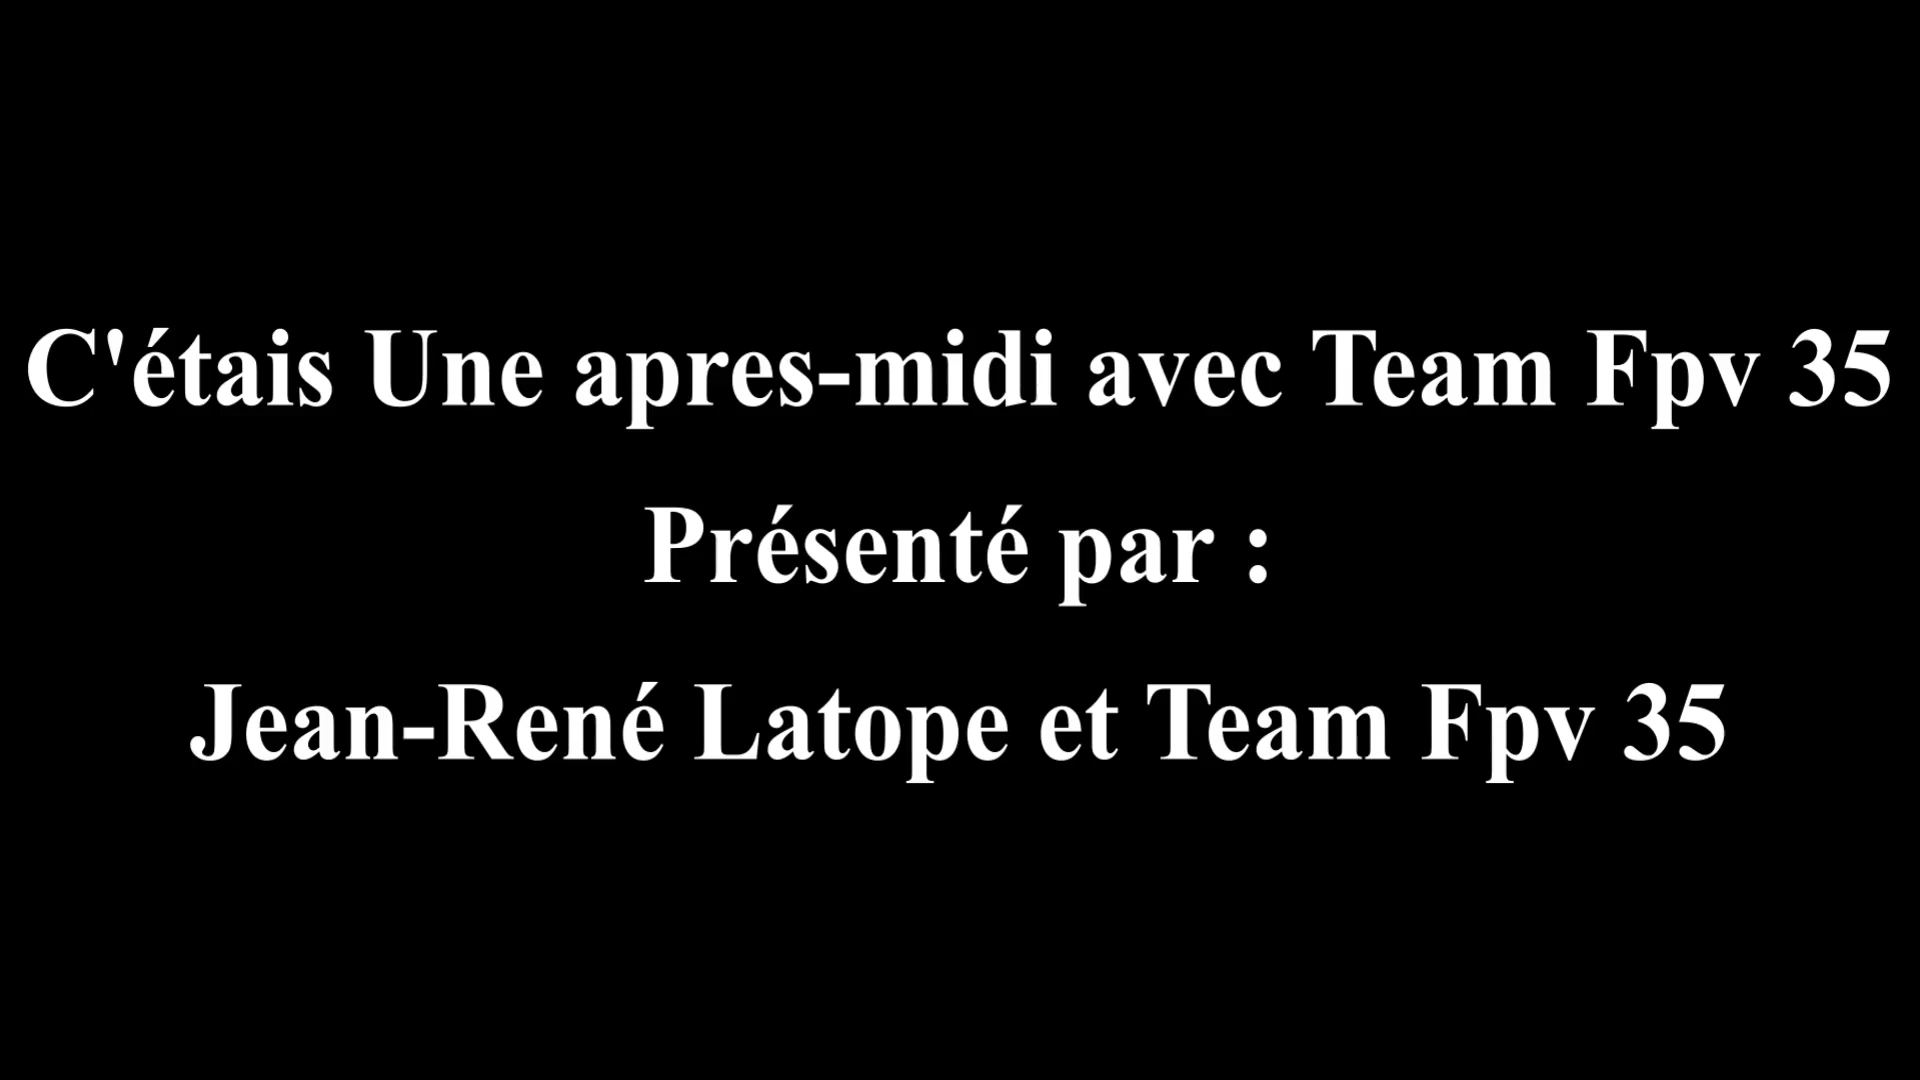 C'étais Une apres-midi avec Team Fpv 35
Présenté par :
Jean-René Latope et Team Fpv 35